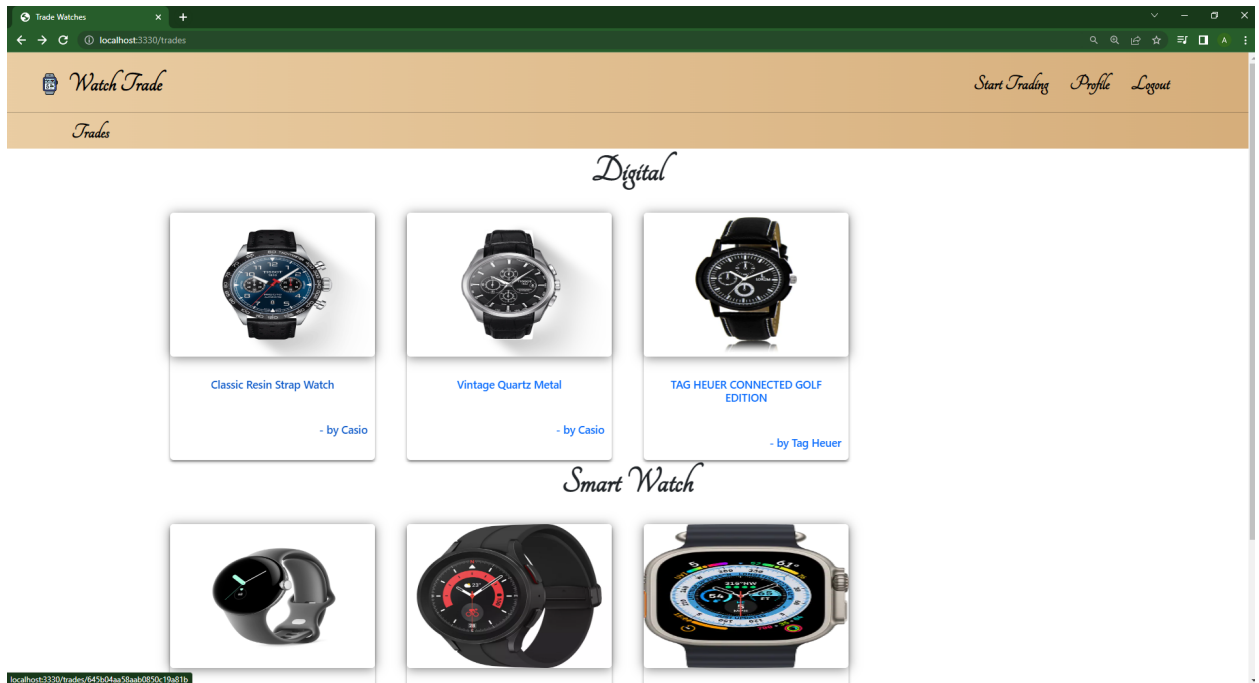 Trade Watches
localhost:3330/trades
A
Watch Trade
Start Trading Profile Logout
Trades
Digital
TISSOT
Classic Resin Strap Watch
- by Casio
Vintage Quartz Metal
- by Casio
TAG HEUER CONNECTED GOLF
EDITION
- by Tag Heuer
Smart Watch
localhost:3330/trades/645b04aa58aab0850c19a81b